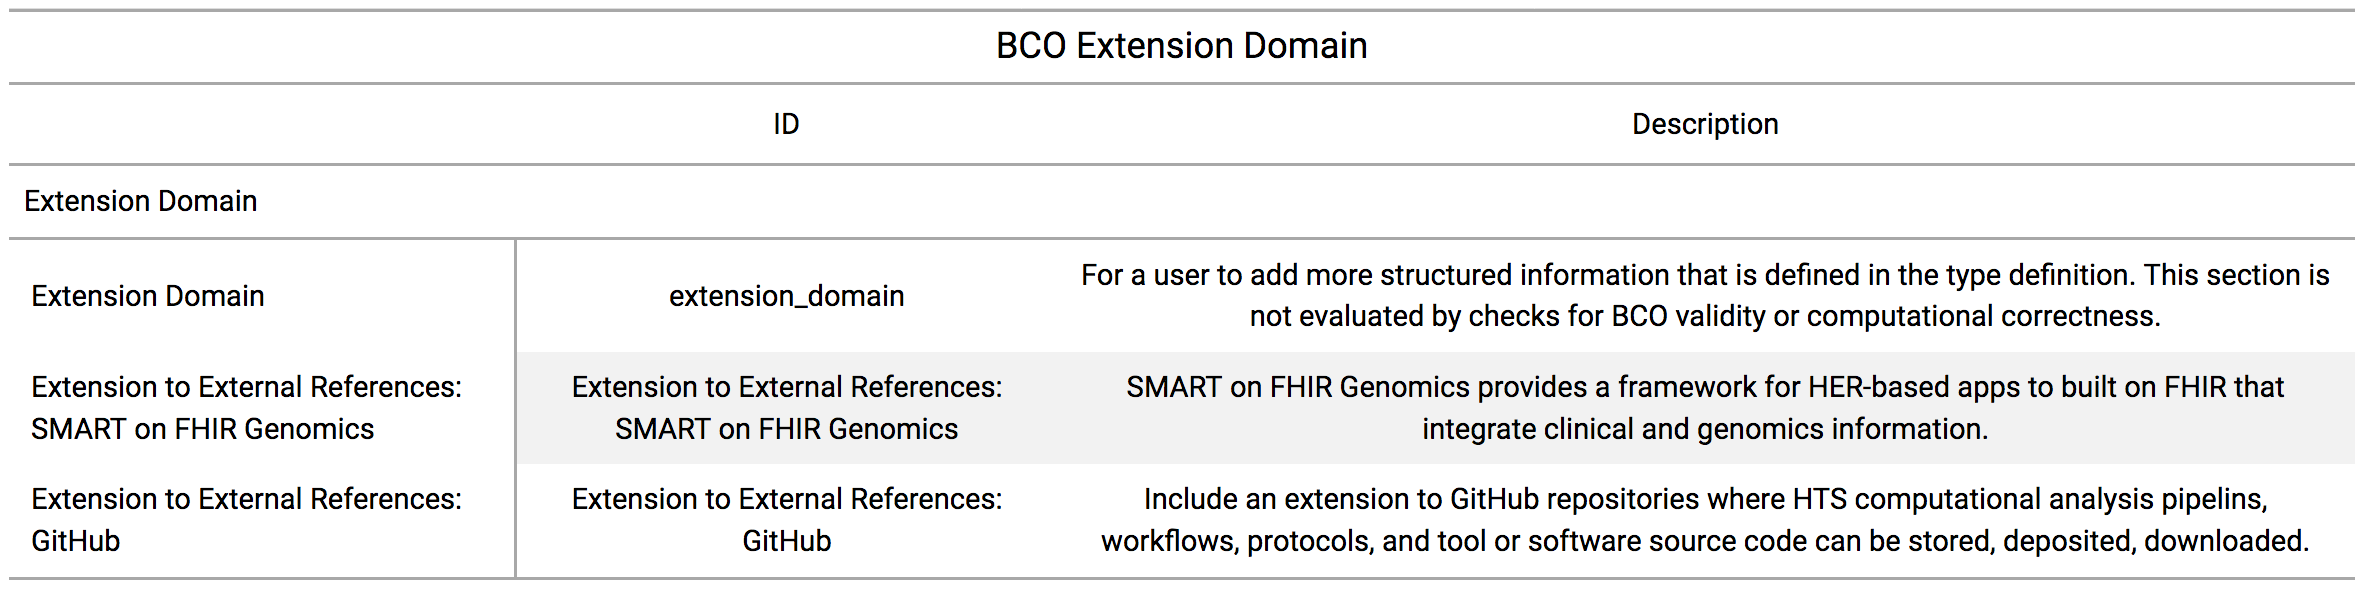 BCO Extension Domain
ID Description
Extension Domain
Extension Domain extension_domain For a user to add more structured information that is defined in the type definition. This section is
not evaluated by checks for BCO validity or computational correctness.
Extension to External References: Extension to External References: SMART on FHIR Genomics provides a framework for HER-based apps to built on FHIR that
SMART on FHIR Genomics SMART on FHIR Genomics integrate clinical and genomics information.
Extension to External References: Extension to External References: Include an extension to GitHub repositories where HTS computational analysis pipelins,
GitHub GitHub workflows, protocols, and tool or software source code can be stored, deposited, downloaded.